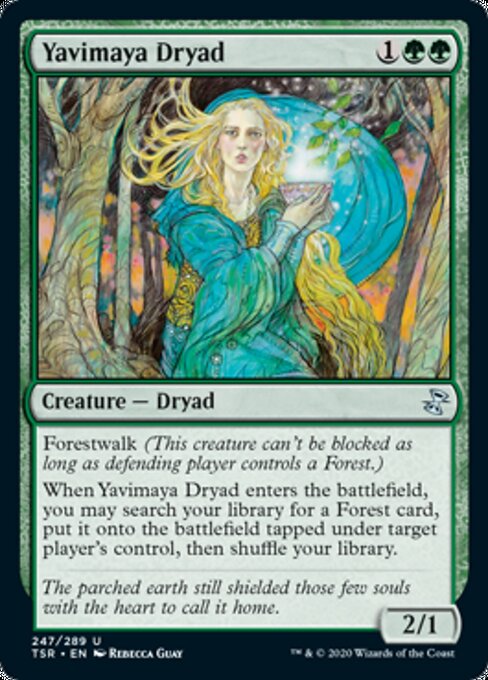 Yavimaya Dryad 1
Creature — Dryad
Forestwalk (This creature can't be blocked as
long as defending player controls a Forest.)
When Yavimaya Dryad enters the battlefield,
you may search your library for a Forest card,
put it onto the battlefield tapped under target
player's control, then shuffle your library.
The parched earth still shielded those few souls
with the heart to call it home.
2/1
247/289 U
TSR • EN Rebecca Guay ™ & © 2020 Wizards of the Coast